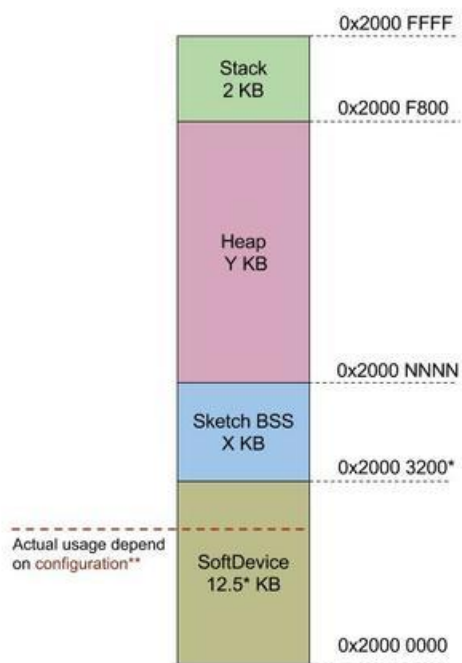 0x2000 FFFF
Stack
2 KB
0x2000 F800
Heap
Y KB
0x2000 NNNN
Sketch BSS
X KB
0x2000 3200*
Actual usage depend
on configuration**
SoftDevice
12.5* KB
0x2000 0000